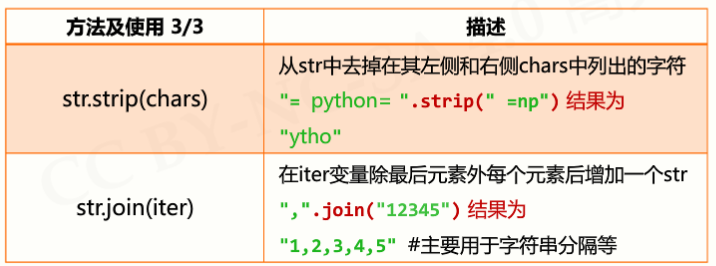 方法及使用 3/3
描述
str.strip(chars)
从str中去掉在其左侧和右侧chars中列出的字符
"= python= ".strip(" =np") 结果为
"ytho"
str.join(iter)
在iter变量除最后元素外每个元素后增加一个str
",".join("12345") 结果为
"1,2,3,4,5" #主要用于字符串分隔等